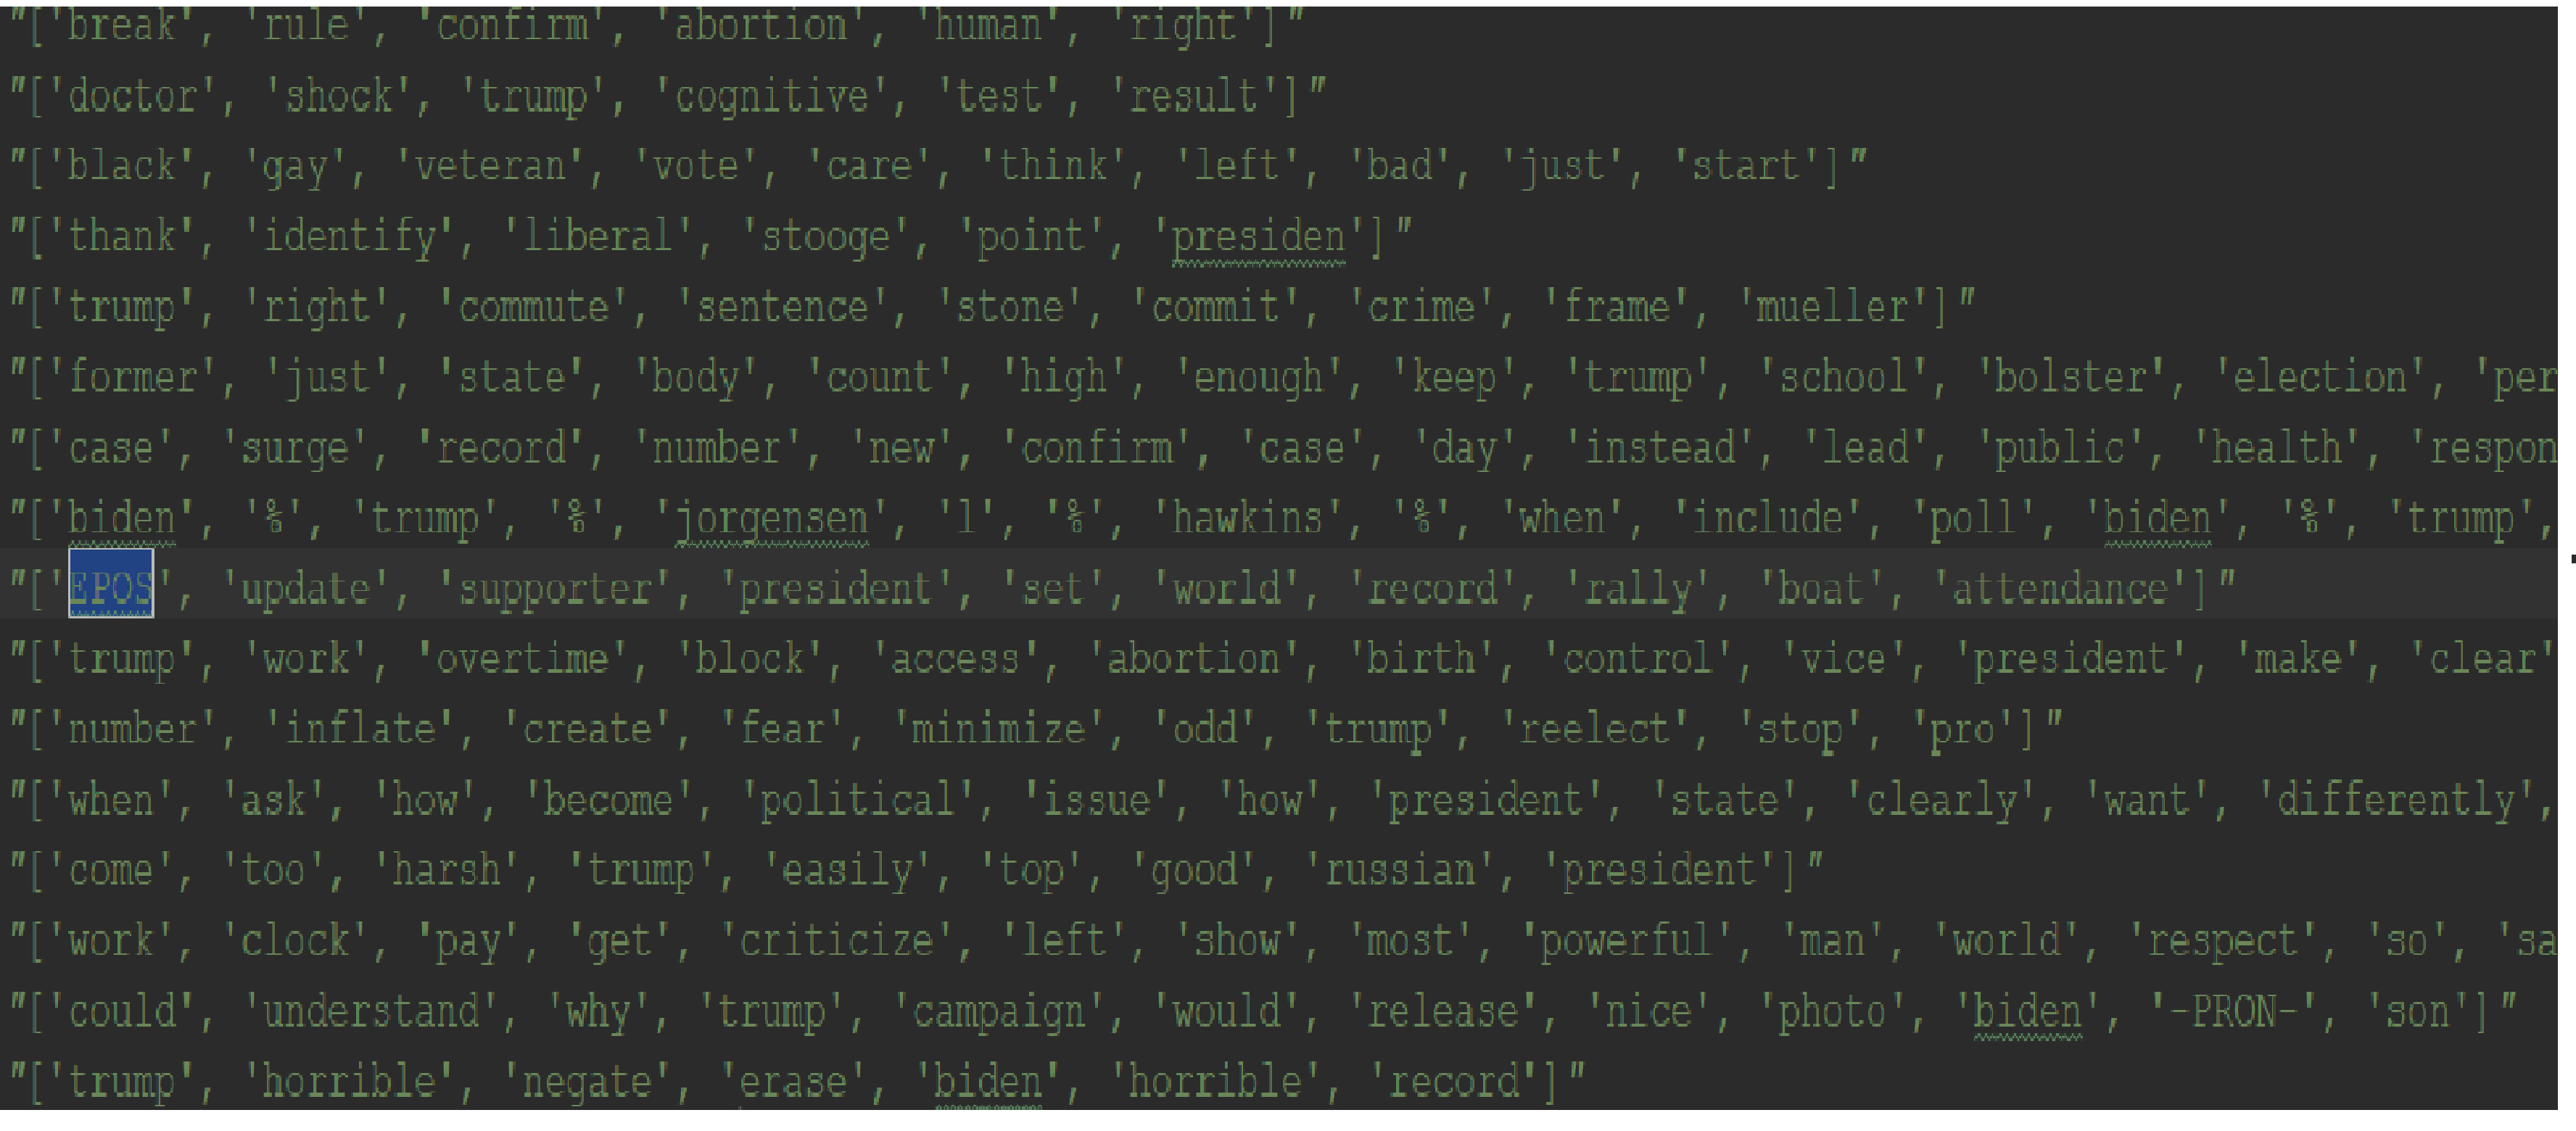 "['break', 'rule', 'confirm', 'abortion', 'human', 'right']"
"['doctor', 'shock', 'trump', 'cognitive', 'test', 'result']"
"['black', 'gay', 'veteran', 'vote', 'care', 'think', 'left', 'bad', 'just', 'start']"
"['thank', 'identify', 'liberal', 'stooge', 'point', 'presiden']"
"['trump', 'right', 'commute', 'sentence', 'stone', 'commit', 'crime', 'frame', 'mueller']"
"['former', 'just', 'state', 'body', 'count', 'high', 'enough', 'keep', 'trump', 'school', 'bolster', 'election', 'per
"['case', 'surge', 'record', 'number', 'new', 'confirm', 'case', 'day', 'instead', 'lead', 'public', 'health', 'respon
"['biden', '%', 'trump', '%', 'jorgensen', 'l', '%', 'hawkins', '%', 'when', 'include', 'poll', 'biden', '%', 'trump',
"['EPOS', 'update', 'supporter', 'president', 'set', 'world', 'record', 'rally', 'boat', 'attendance']"
"['trump', 'work', 'overtime', 'block', 'access', 'abortion', 'birth', 'control', 'vice', 'president', 'make', 'clear'
"['number', 'inflate', 'create', 'fear', 'minimize', 'odd', 'trump', 'reelect', 'stop', 'pro']"
"['when', 'ask', 'how', 'become', 'political', 'issue', 'how', 'president', 'state', 'clearly', 'want', 'differently',
"['come', 'too', 'harsh', 'trump', 'easily', 'top', 'good', 'russian', 'president']"
"['work', 'clock', 'pay', 'get', 'criticize', 'left', 'show', 'most', 'powerful', 'man', 'world', 'respect', 'so', 'sa
"['could', 'understand', 'why', 'trump', 'campaign', 'would', 'release', 'nice', 'photo', 'biden', '-PRON-', 'son']"
"['trump', 'horrible', 'negate', 'erase', 'biden', 'horrible', 'record']"